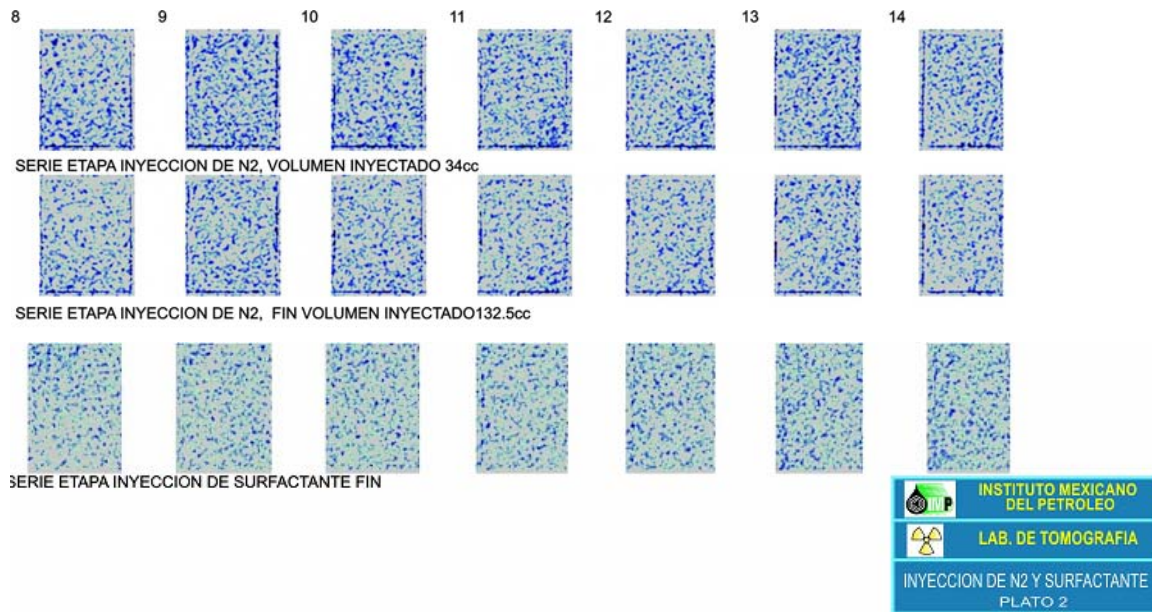 8 9 10 11 12 13 14
SERIE ETAPA INYECCION DE N2, VOLUMEN INYECTADO 34cc
SERIE ETAPA INYECCION DE N2, FIN VOLUMEN INYECTADO132.5cc
SERIE ETAPA INYECCION DE SURFACTANTE FIN
IMP
INSTITUTO MEXICANO
DEL PETROLEO
LAB. DE TOMOGRAFIA
INYECCION DE N2 Y SURFACTANTE
PLATO 2